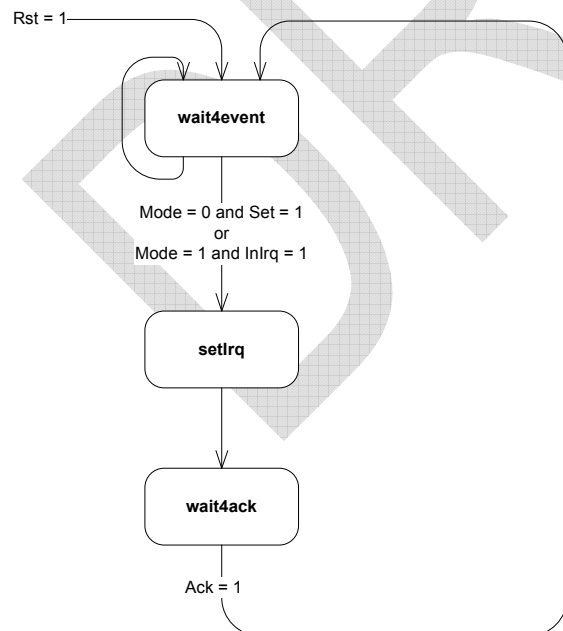 Rst = 1
wait4event
Mode = 0 and Set = 1
or
Mode = 1 and InIrq = 1
setIrq
wait4ack
Ack = 1